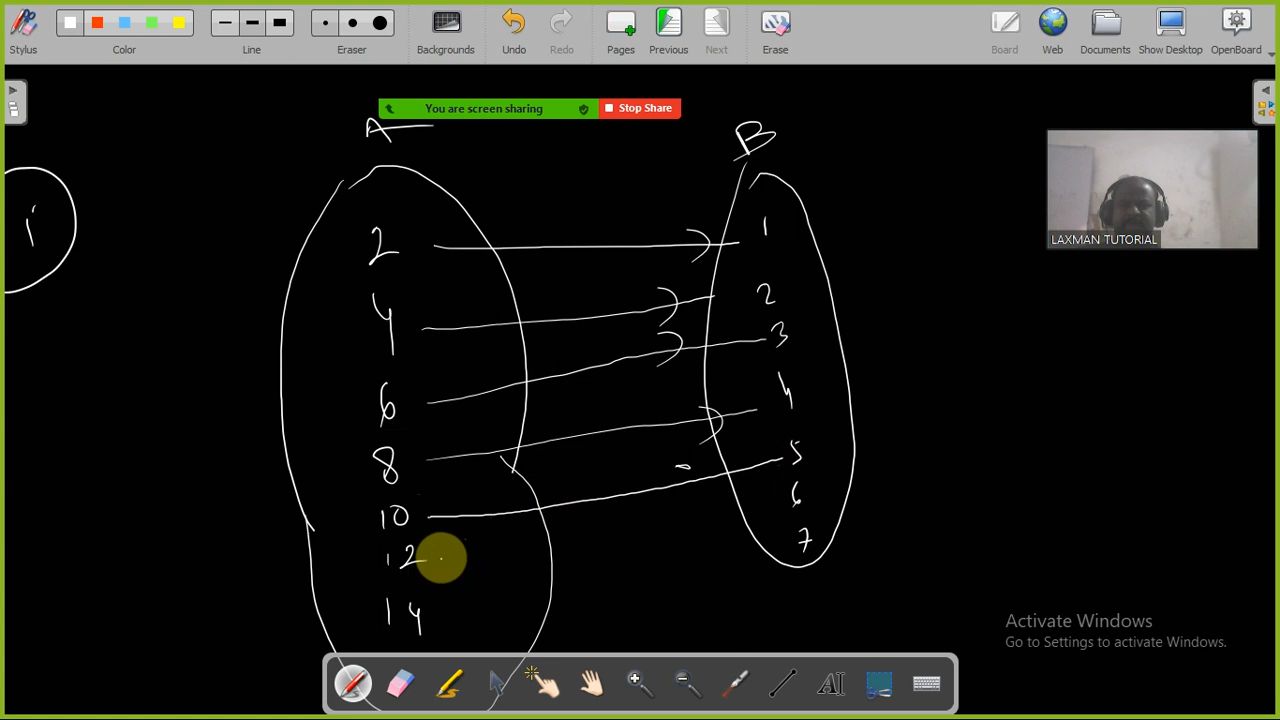 Stylus Color Line Eraser Backgrounds Undo Redo Pages Previous Next Erase Board Web Documents Show Desktop OpenBoard
You are screen sharing Stop Share
A B
i
2 1
4 2
6 3
8 4
10 5
12 6
14 7
LAXMAN TUTORIAL
Activate Windows
Go to Settings to activate Windows.